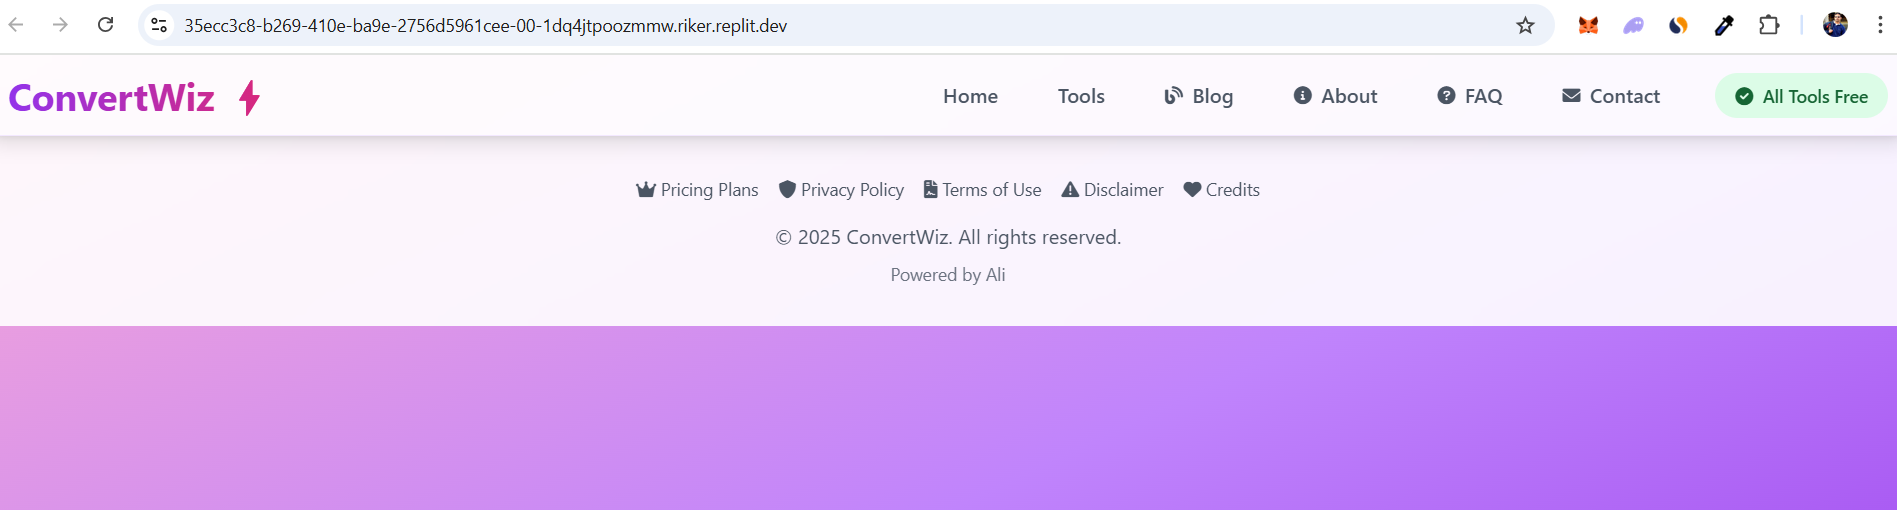 35ecc3c8-b269-410e-ba9e-2756d5961cee-00-1dq4jtpoozmmw.riker.replit.dev
ConvertWiz Home Tools Blog About FAQ Contact All Tools Free
Pricing Plans Privacy Policy Terms of Use Disclaimer Credits
© 2025 ConvertWiz. All rights reserved.
Powered by Ali